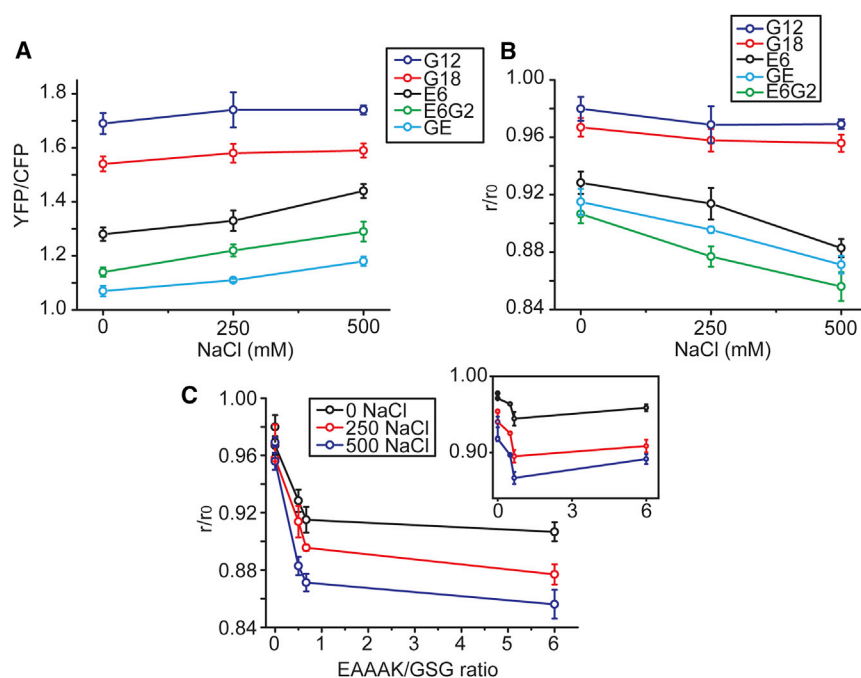 A
G12
G18
E6
E6G2
GE
YFP/CFP
1.8
1.6
1.4
1.2
1.0
0
250
500
NaCl (mM)
B
G12
G18
E6
GE
E6G2
r/r0
1.00
0.96
0.92
0.88
0.84
0
250
500
NaCl (mM)
C
0 NaCl
250 NaCl
500 NaCl
r/r0
1.00
0.96
0.92
0.88
0.84
0 1 2 3 4 5 6
EAAAK/GSG ratio
1.00
0.90
0 3 6